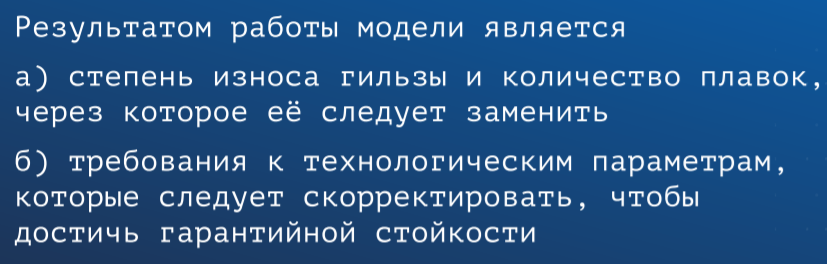 Результатом работы модели является
а) степень износа гильзы и количество плавок,
через которое её следует заменить
б) требования к технологическим параметрам,
которые следует скорректировать, чтобы
достичь гарантийной стойкости